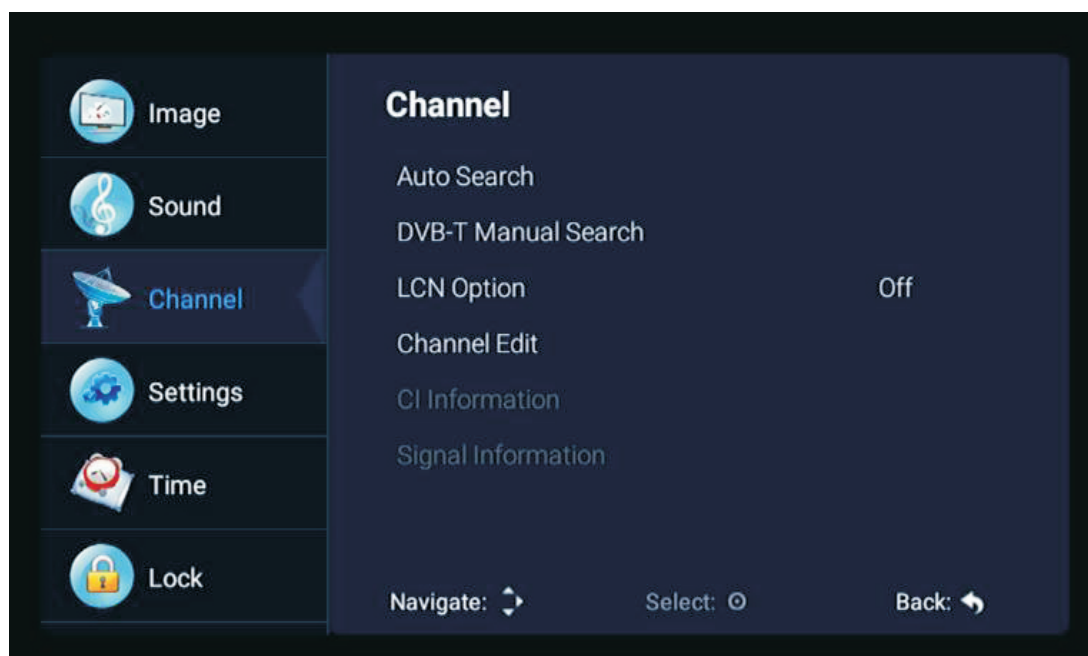 Image
Sound
Channel
Settings
Time
Lock
Channel
Auto Search
DVB-T Manual Search
LCN Option Off
Channel Edit
CI Information
Signal Information
Navigate: Select: Back: